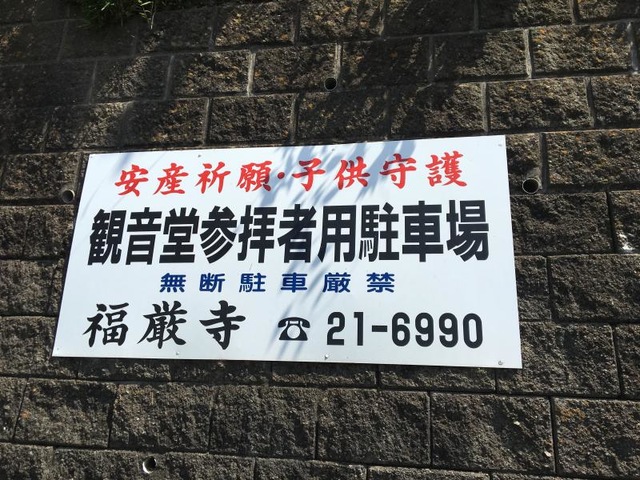 安産祈願・子供守護
観音堂参拝者用駐車場
無断駐車厳禁
福厳寺 ☎ 21-6990